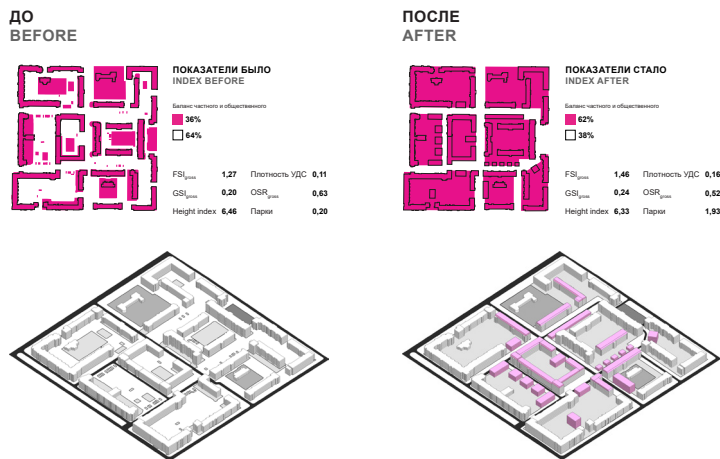 ДО
BEFORE
ПОКАЗАТЕЛИ БЫЛО
INDEX BEFORE
Баланс частного и общественного
36%
64%
FSIgross 1,27 Плотность УДС 0,11
GSIgross 0,20 OSRgross 0,63
Height index 6,46 Парки 0,20
ПОСЛЕ
AFTER
ПОКАЗАТЕЛИ СТАЛО
INDEX AFTER
Баланс частного и общественного
62%
38%
FSIgross 1,46 Плотность УДС 0,16
GSIgross 0,24 OSRgross 0,52
Height index 6,33 Парки 1,93